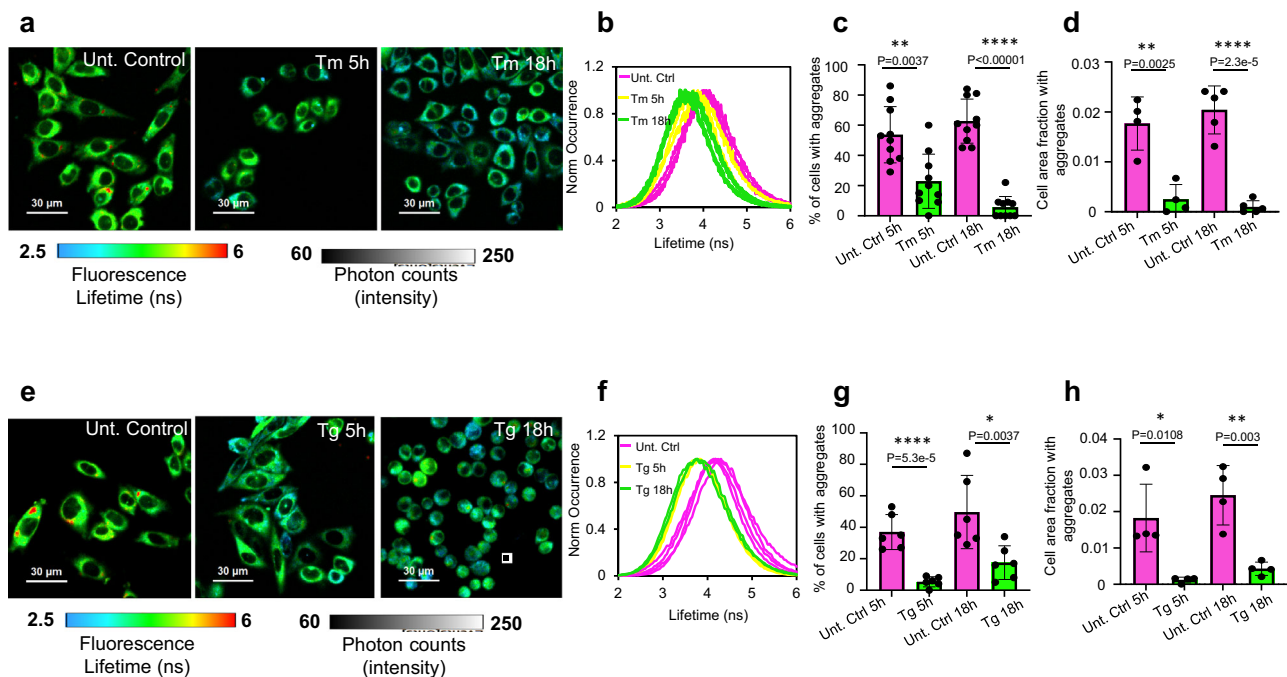 a
Unt. Control
Tm 5h
Tm 18h
30 µm
30 µm
30 µm
2.5
6
Fluorescence
Lifetime (ns)
60
250
Photon counts
(intensity)
b
Norm Occurrence
1.2
0.8
0.4
0
2
3
4
5
6
Lifetime (ns)
Unt. Ctrl
Tm 5h
Tm 18h
c
% of cells with aggregates
100
80
60
40
20
0
**
P=0.0037
****
P<0.00001
Unt. Ctrl 5h
Tm 5h
Unt. Ctrl 18h
Tm 18h
d
Cell area fraction with
aggregates
0.03
0.02
0.01
0
**
P=0.0025
****
P=2.3e-5
Unt. Ctrl 5h
Tm 5h
Unt. Ctrl 18h
Tm 18h
e
Unt. Control
Tg 5h
Tg 18h
30 µm
30 µm
30 µm
2.5
6
Fluorescence
Lifetime (ns)
60
250
Photon counts
(intensity)
f
Norm Occurrence
1.2
0.8
0.4
0
2
3
4
5
6
Lifetime (ns)
Unt. Ctrl
Tg 5h
Tg 18h
g
% of cells with aggregates
100
80
60
40
20
0
****
P=5.3e-5
*
P=0.0037
Unt. Ctrl 5h
Tg 5h
Unt. Ctrl 18h
Tg 18h
h
Cell area fraction with
aggregates
0.04
0.03
0.02
0.01
0
*
P=0.0108
**
P=0.003
Unt. Ctrl 5h
Tg 5h
Unt. Ctrl 18h
Tg 18h